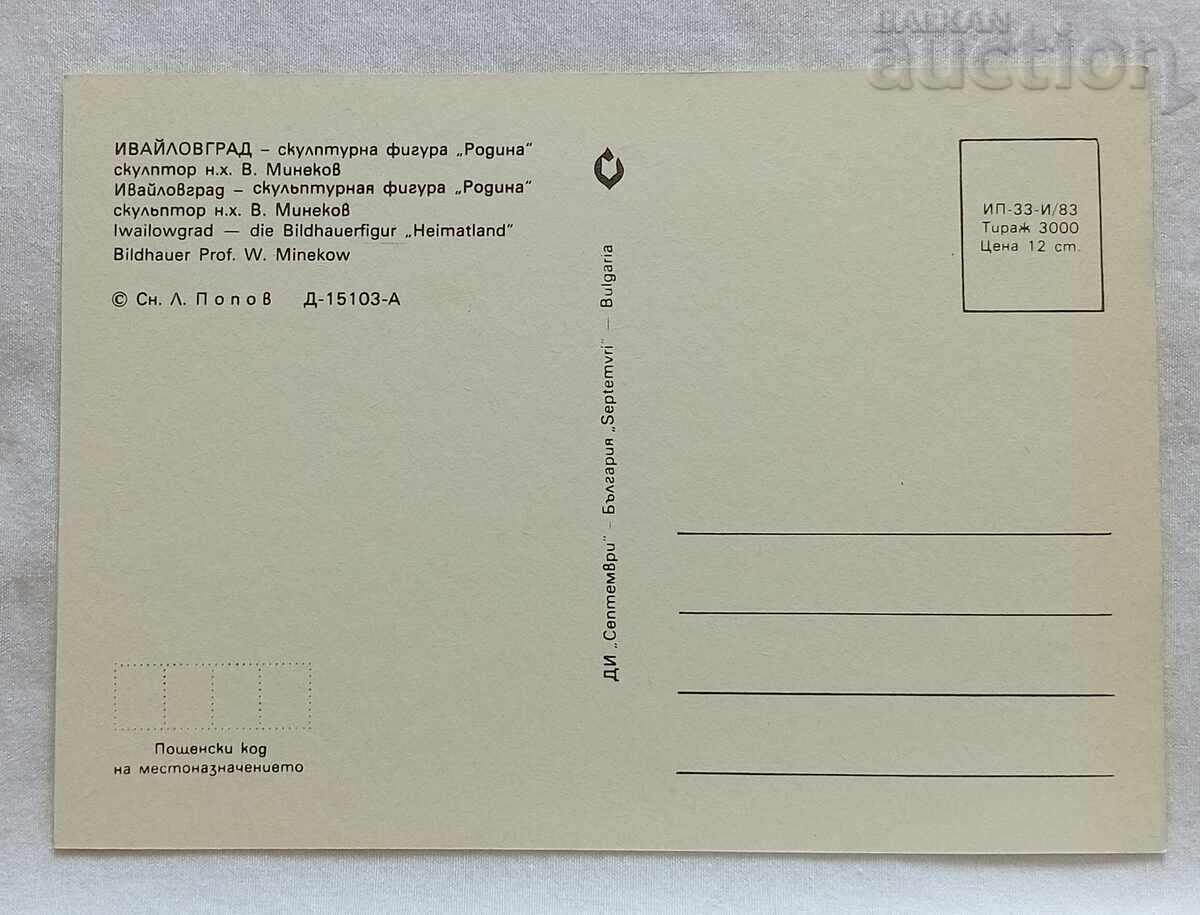 BALKAN
auction
ИВАЙЛОВГРАД – скулптурна фигура „Родина“
скулптор н.х. В. Минеков
Ивайловград – скульптурная фигура „Родина“
скульптор н.х. В. Минеков
Iwailowgrad — die Bildhauerfigur „Heimatland“
Bildhauer Prof. W. Minekow
© Сн. Л. Попов Д-15103-А
ДИ „Септември“ – България „Septemvri“ — Bulgaria
ИП-33-И/83
Тираж 3000
Цена 12 ст.
Пощенски код
на местоназначението